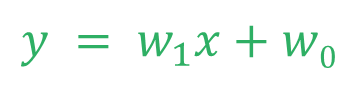 y = w₁x + w₀